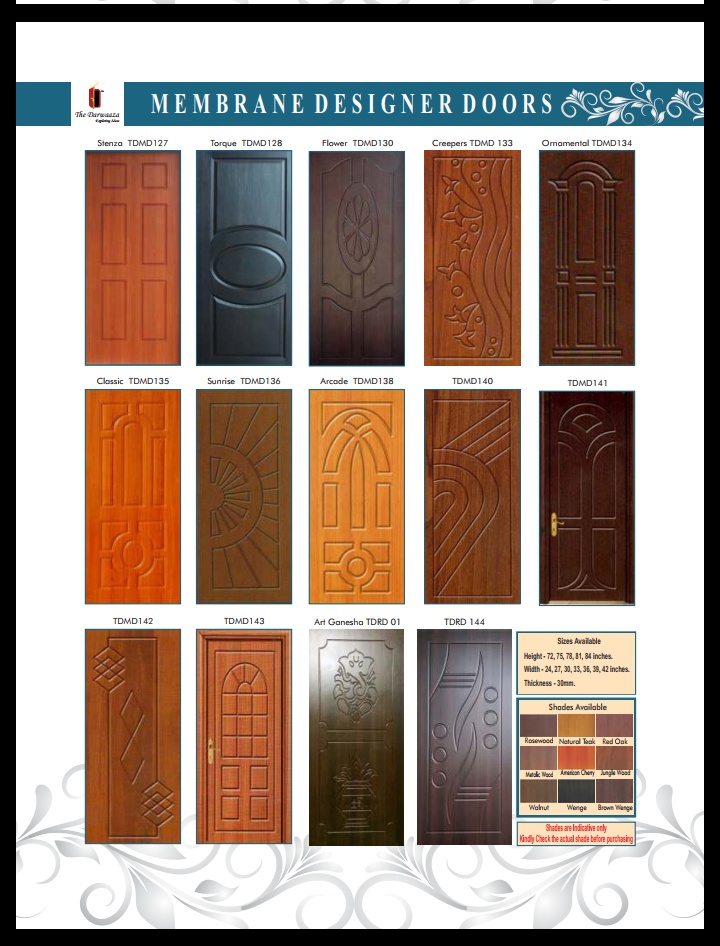 The Darwaaza
Exploring Ideas
MEMBRANE DESIGNER DOORS
Stenza TDMD127
Torque TDMD128
Flower TDMD130
Creepers TDMD 133
Ornamental TDMD134
Classic TDMD135
Sunrise TDMD136
Arcade TDMD138
TDMD140
TDMD141
TDMD142
TDMD143
Art Ganesha TDRD 01
TDRD 144
Sizes Available
Height - 72, 75, 78, 81, 84 inches.
Width - 24, 27, 30, 33, 36, 39, 42 inches.
Thickness - 30mm.
Shades Available
Rosewood Natural Teak Red Oak
Metalic Wood American Cherry Jungle Wood
Walnut Wenge Brown Wenge
Shades are Indicative only
Kindly Check the actual shade before purchasing